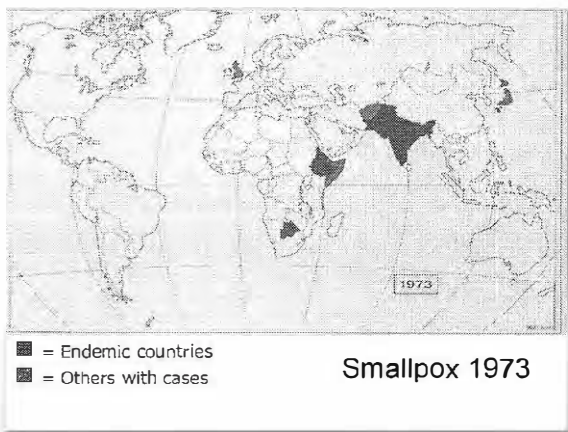 1973
= Endemic countries
= Others with cases
Smallpox 1973